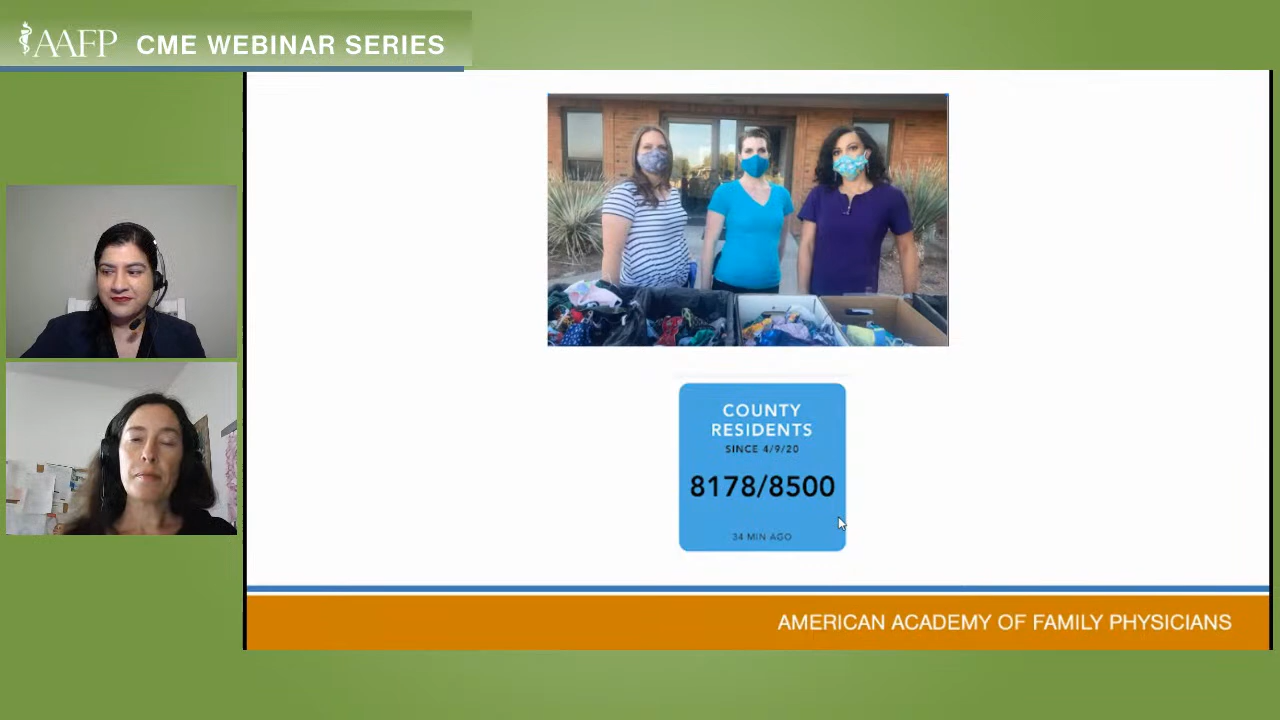 AAFP CME WEBINAR SERIES
COUNTY
RESIDENTS
SINCE 4/9/20
8178/8500
34 MIN AGO
AMERICAN ACADEMY OF FAMILY PHYSICIANS